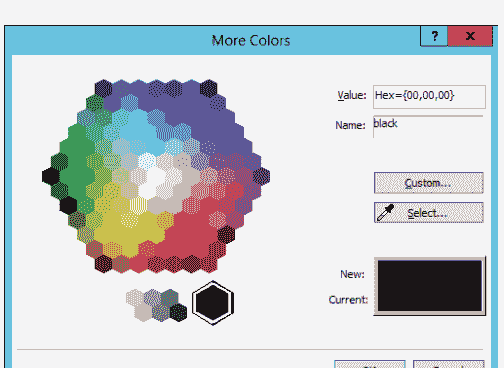 More Colors
?
x
Value: Hex={00,00,00}
Name: black
Custom...
Select...
New:
Current: